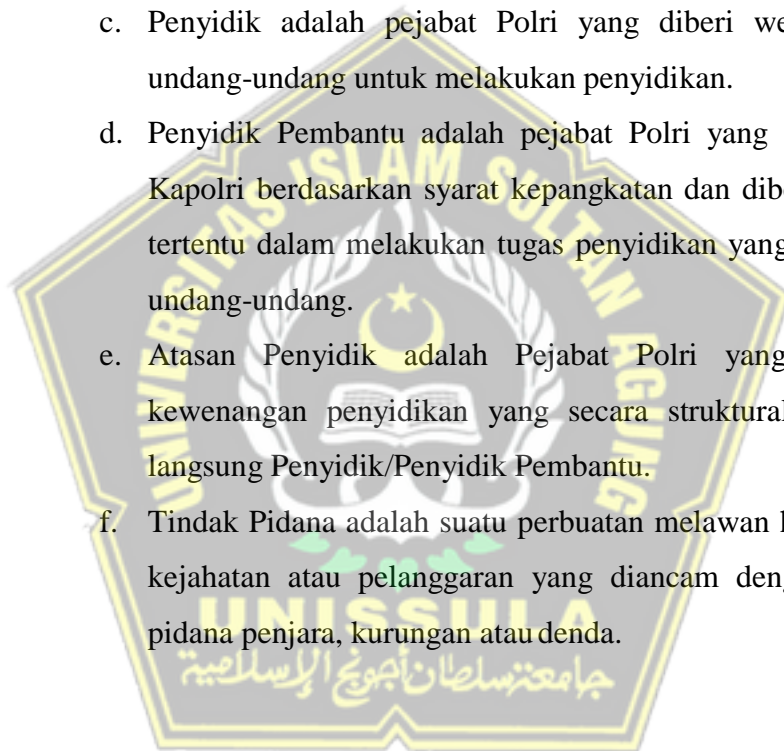 c. Penyidik adalah pejabat Polri yang diberi we
undang-undang untuk melakukan penyidikan.
d. Penyidik Pembantu adalah pejabat Polri yang
Kapolri berdasarkan syarat kepangkatan dan dib
tertentu dalam melakukan tugas penyidikan yang
undang-undang.
e. Atasan Penyidik adalah Pejabat Polri yang
kewenangan penyidikan yang secara struktural
langsung Penyidik/Penyidik Pembantu.
f. Tindak Pidana adalah suatu perbuatan melawan
kejahatan atau pelanggaran yang diancam den
pidana penjara, kurungan atau denda.
UNIVERSITAS ISLAM SULTAN AGUNG
UNISSULA
جامعتنسلطان أجونج الإسلامية